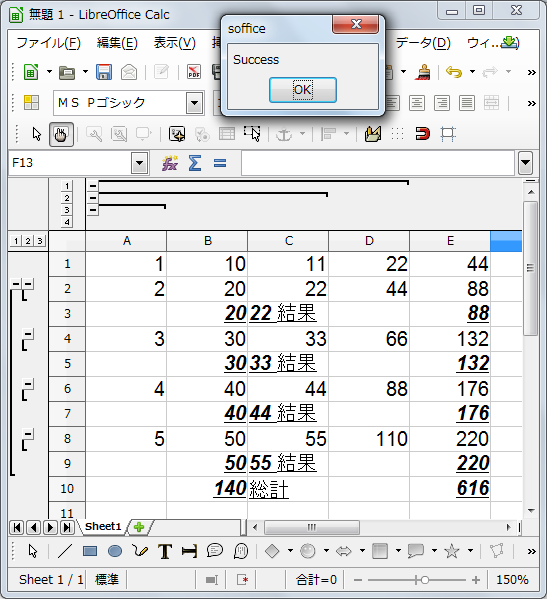 無題 1 - LibreOffice Calc
soffice
Success
OK
ファイル(F) 編集(E) 表示(V) データ(D) ウィ...
ＭＳ Ｐゴシック
F13
1
2
3
4
1 2 3
A B C D E
1 1 10 11 22 44
2 2 20 22 44 88
3 20 22 結果 88
4 3 30 33 66 132
5 30 33 結果 132
6 4 40 44 88 176
7 40 44 結果 176
8 5 50 55 110 220
9 50 55 結果 220
10 140 総計 616
11
Sheet1
Sheet 1 / 1 標準 合計=0 150%